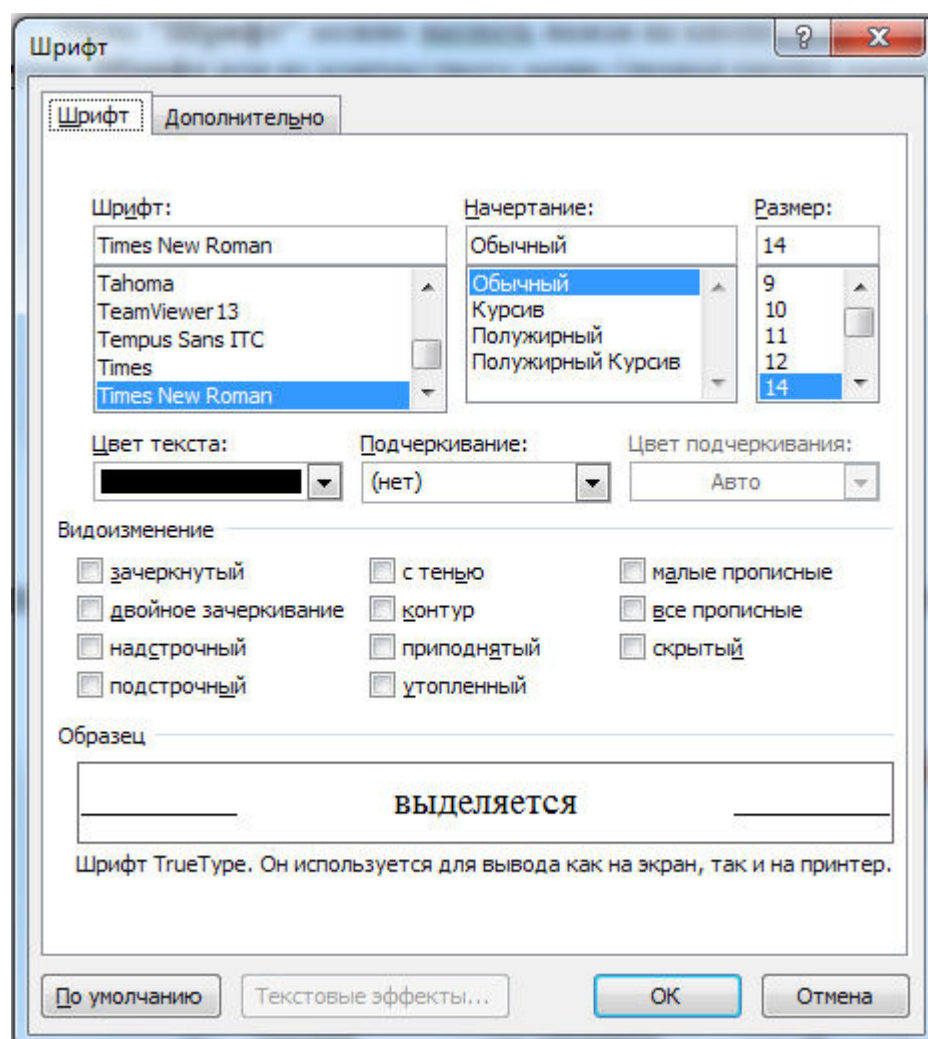 Шрифт
Шрифт Дополнительно
Шрифт: Начертание: Размер:
Times New Roman Обычный 14
Tahoma Обычный 9
TeamViewer 13 Курсив 10
Tempus Sans ITC Полужирный 11
Times Полужирный Курсив 12
Times New Roman 14
Цвет текста: Подчеркивание: Цвет подчеркивания:
(нет) Авто
Видоизменение
зачеркнутый с тенью малые прописные
двойное зачеркивание контур все прописные
надстрочный приподнятый скрытый
подстрочный утопленный
Образец
выделяется
Шрифт TrueType. Он используется для вывода как на экран, так и на принтер.
По умолчанию Текстовые эффекты... ОК Отмена